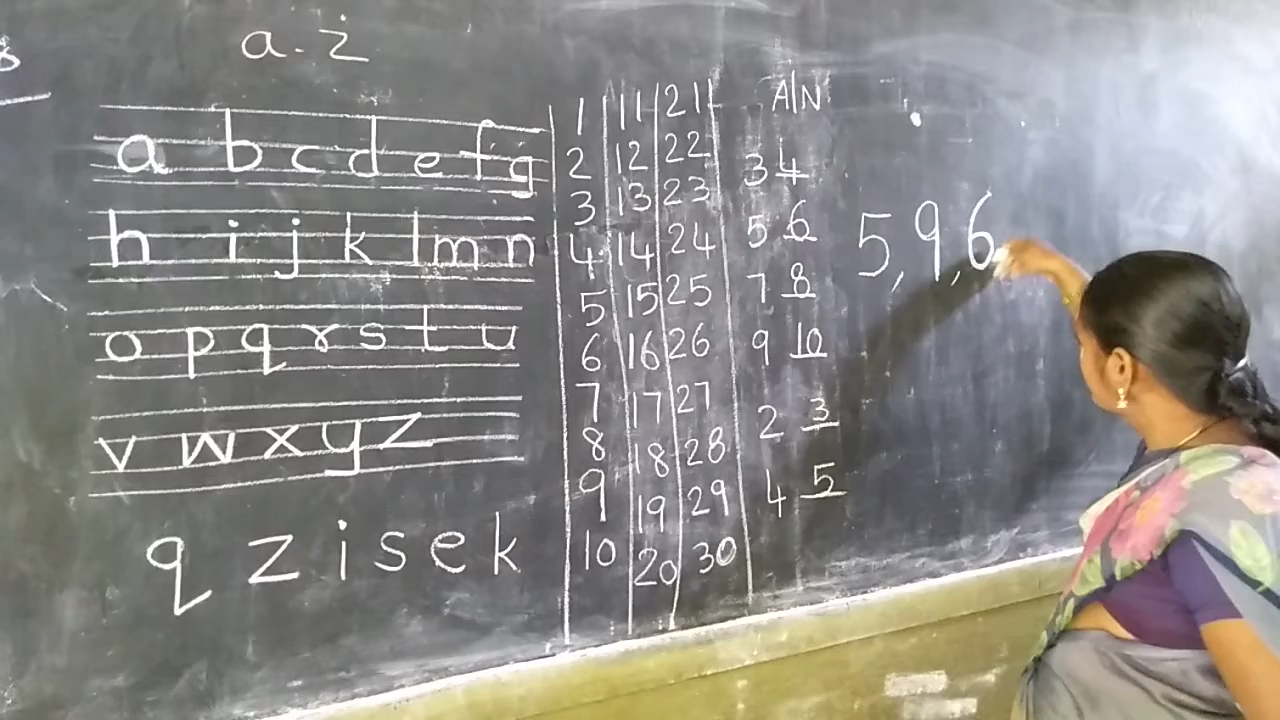 a-z
a b c d e f g
h i j k l m n
o p q r s t u
v w x y z
q z i s e k
1 11 21
2 12 22
3 13 23
4 14 24
5 15 25
6 16 26
7 17 27
8 18 28
9 19 29
10 20 30
A/N
3 4
5 6
7 8
9 10
2 3
4 5
5, 9, 6